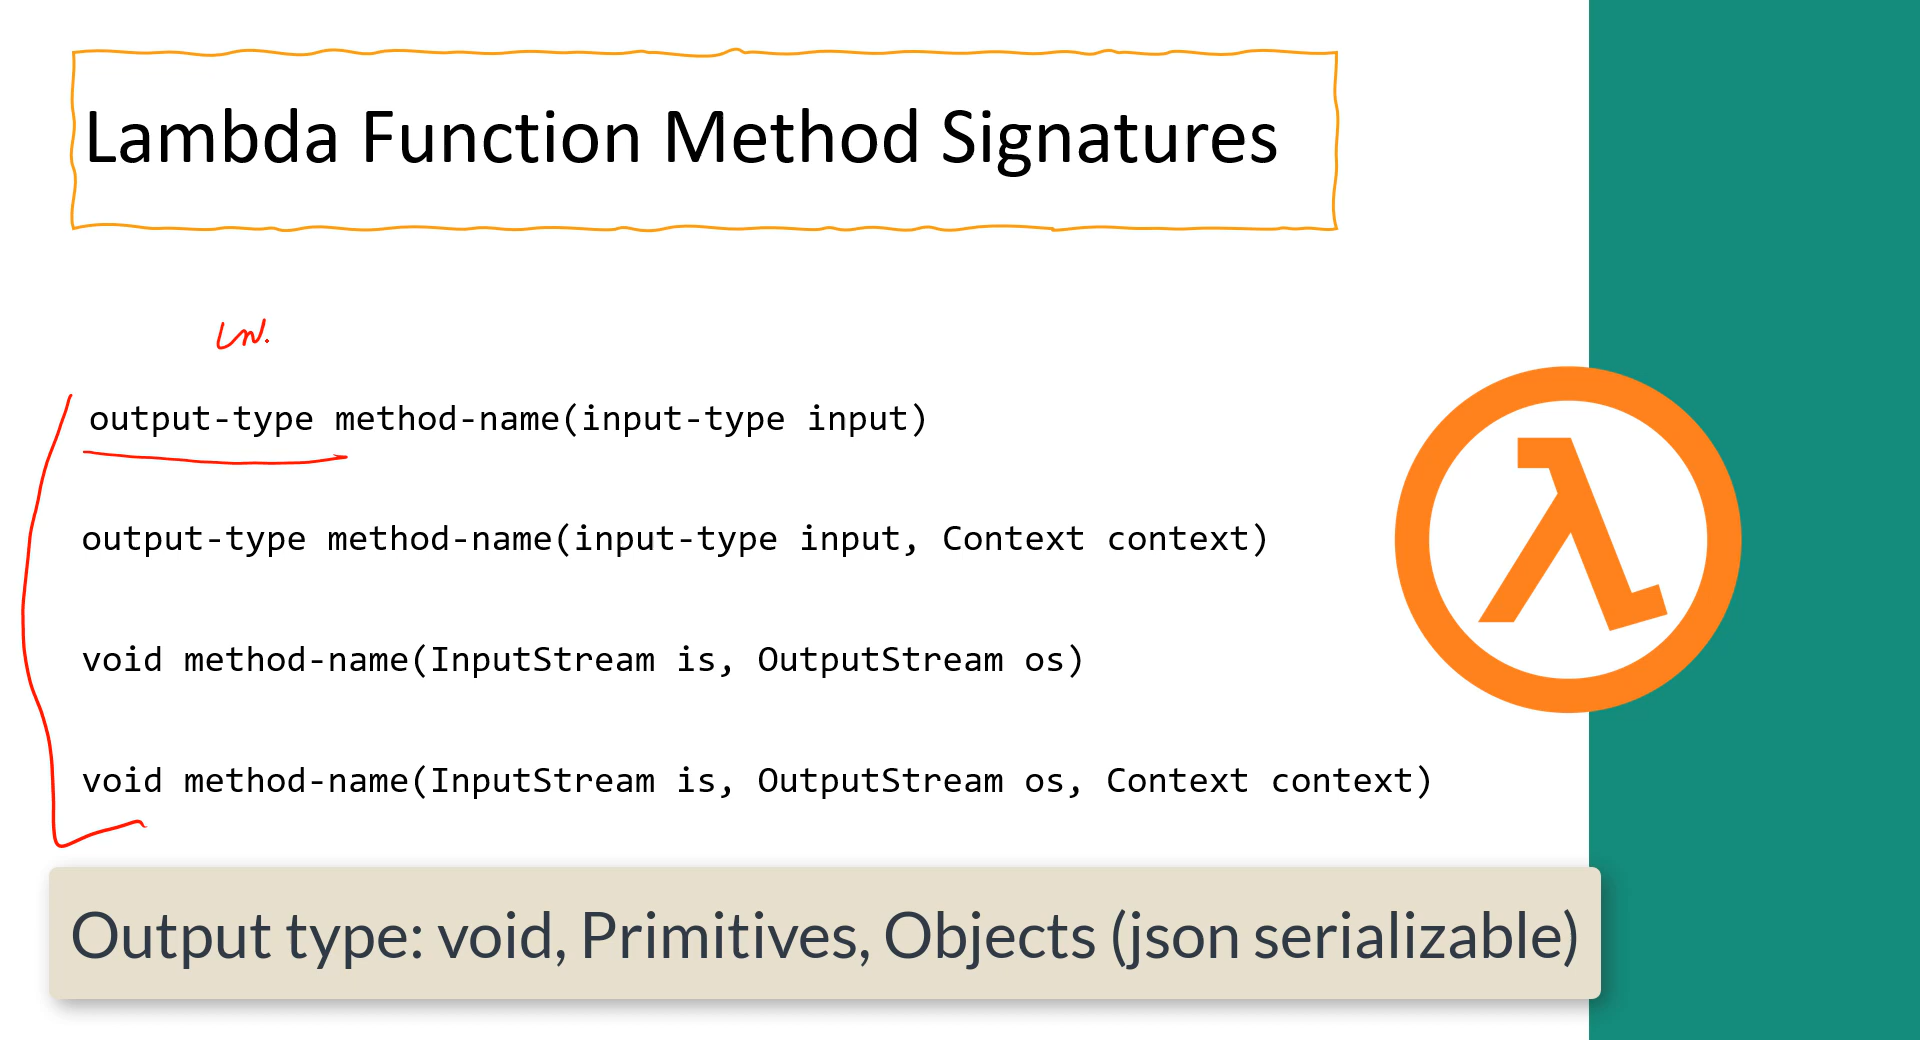 Lambda Function Method Signatures
output-type method-name(input-type input)
output-type method-name(input-type input, Context context)
void method-name(InputStream is, OutputStream os)
void method-name(InputStream is, OutputStream os, Context context)
Output type: void, Primitives, Objects (json serializable)